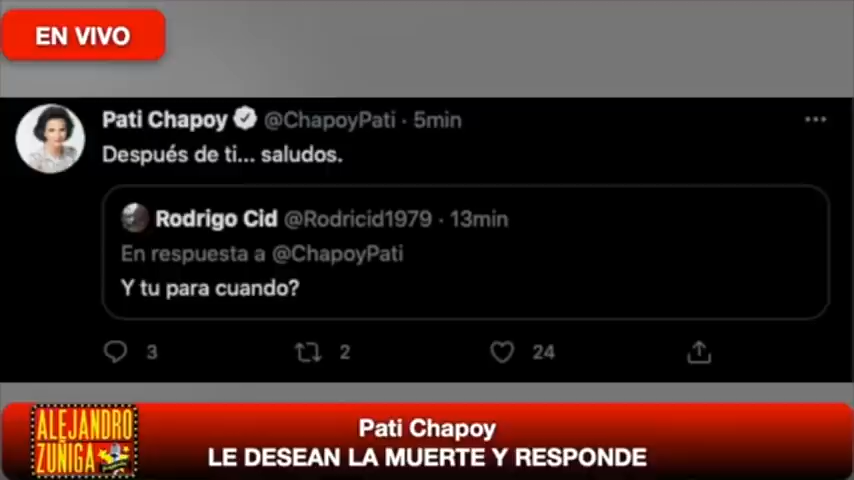 EN VIVO
Pati Chapoy @ChapoyPati · 5min
Después de ti... saludos.
Rodrigo Cid @Rodricid1979 · 13min
En respuesta a @ChapoyPati
Y tu para cuando?
3 2 24
ALEJANDRO
ZUÑIGA
Pati Chapoy
LE DESEAN LA MUERTE Y RESPONDE